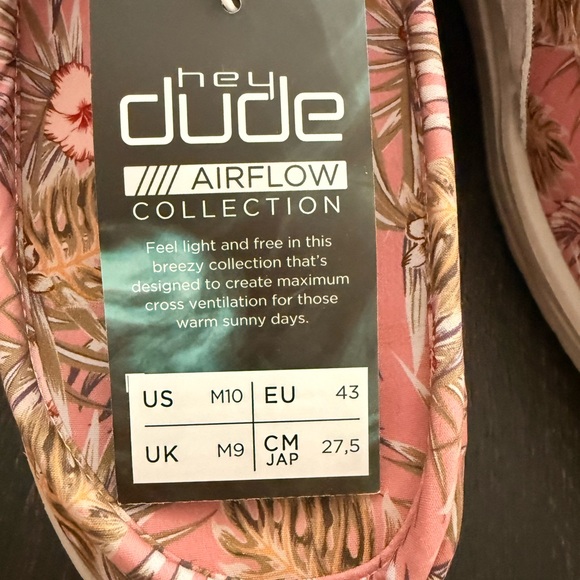 hey
dude
//// AIRFLOW
COLLECTION
Feel light and free in this
breezy collection that's
designed to create maximum
cross ventilation for those
warm sunny days.
US M10 EU 43
UK M9 CM JAP 27,5